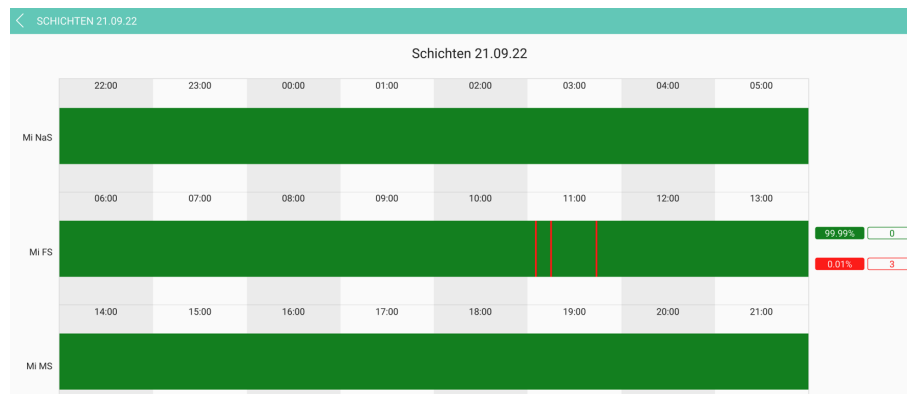 SCHICHTEN 21.09.22
Schichten 21.09.22
22:00 23:00 00:00 01:00 02:00 03:00 04:00 05:00
Mi NaS
06:00 07:00 08:00 09:00 10:00 11:00 12:00 13:00
Mi FS
99.99% 0
0.01% 3
14:00 15:00 16:00 17:00 18:00 19:00 20:00 21:00
Mi MS